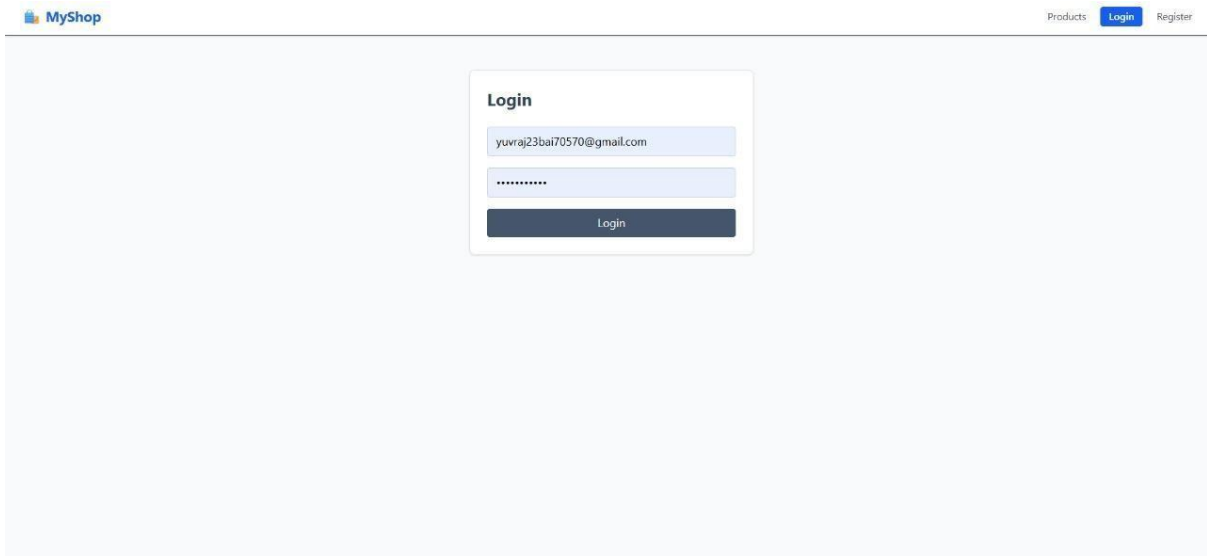 MyShop
Products Login Register
Login
yuvraj23bai70570@gmail.com
•••••••••••
Login